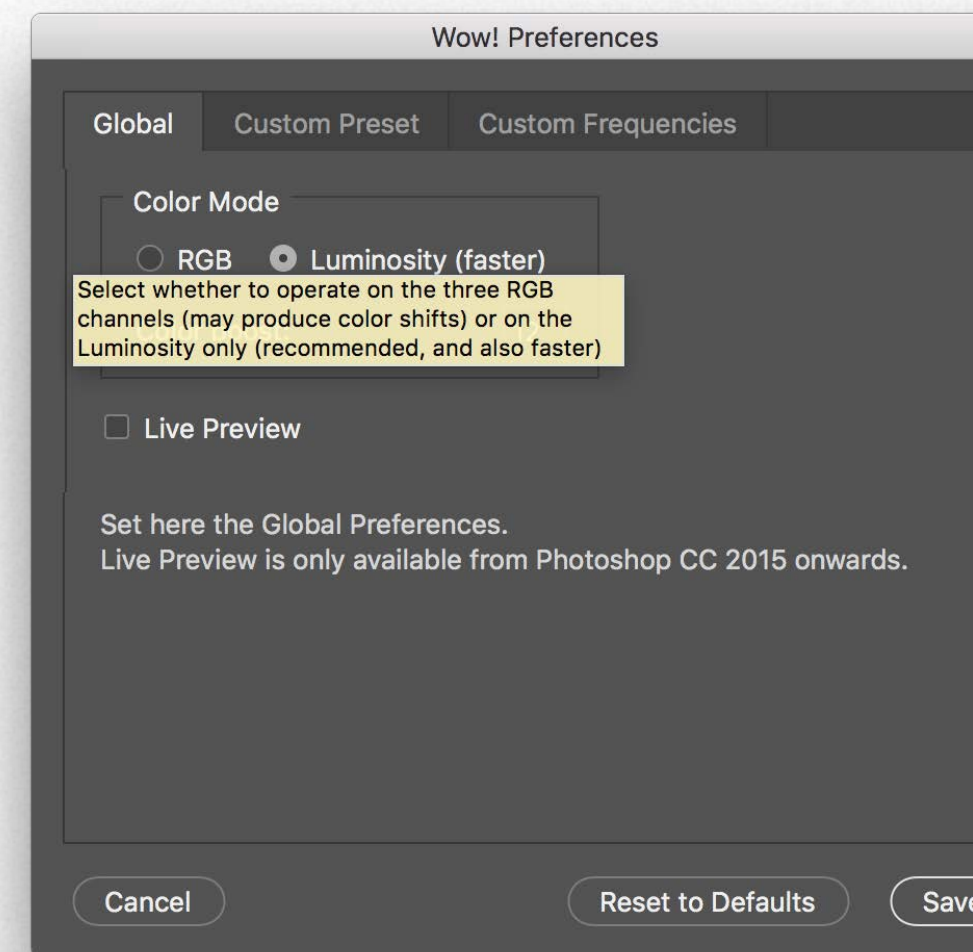 Wow! Preferences
Global Custom Preset Custom Frequencies
Color Mode
RGB Luminosity (faster)
Select whether to operate on the three RGB
channels (may produce color shifts) or on the
Luminosity only (recommended, and also faster)
Live Preview
Set here the Global Preferences.
Live Preview is only available from Photoshop CC 2015 onwards.
Cancel Reset to Defaults Save